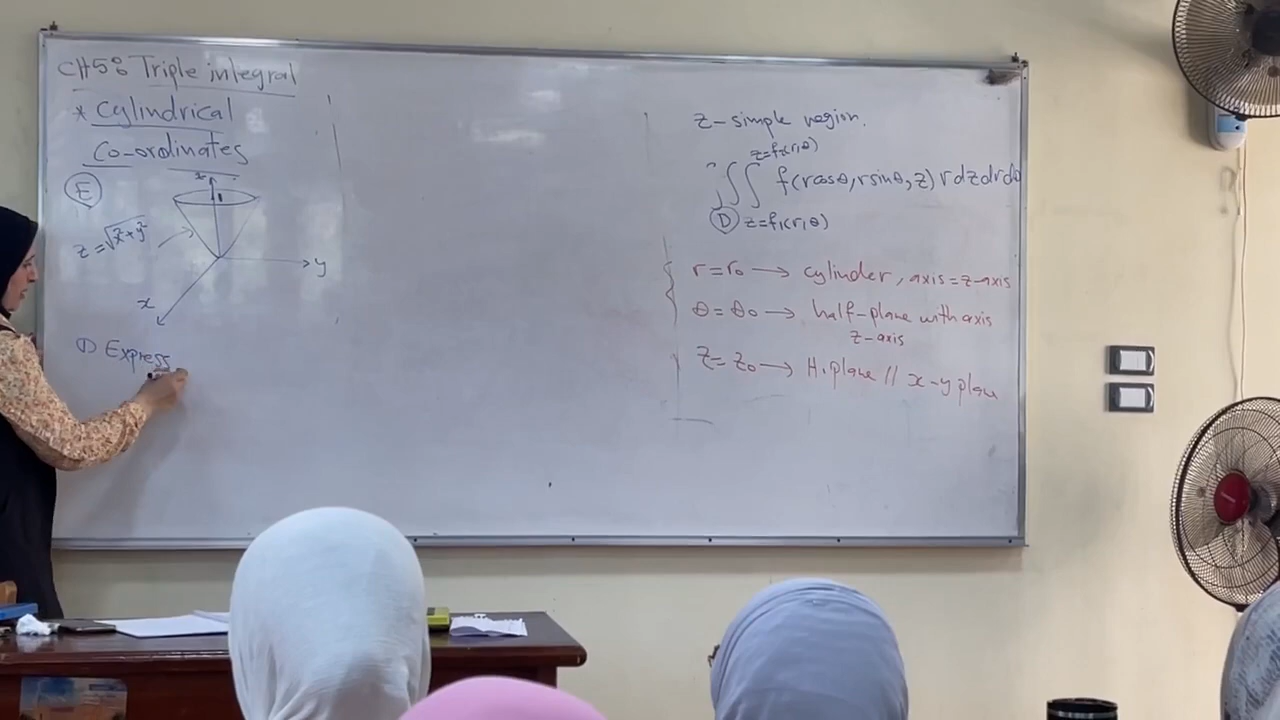 CH5: Triple integral
* Cylindrical
Co-ordinates
E
z
z = √x²+y²
y
x
① Express
z-simple region.
z=f₂(r,θ)
∫∫∫ f(rcosθ, rsinθ, z) r dz dr dθ
D z=f₁(r,θ)
r = r₀ → cylinder, axis = z-axis
θ = θ₀ → half-plane with axis
z-axis
z = z₀ → H.plane // x-y plane